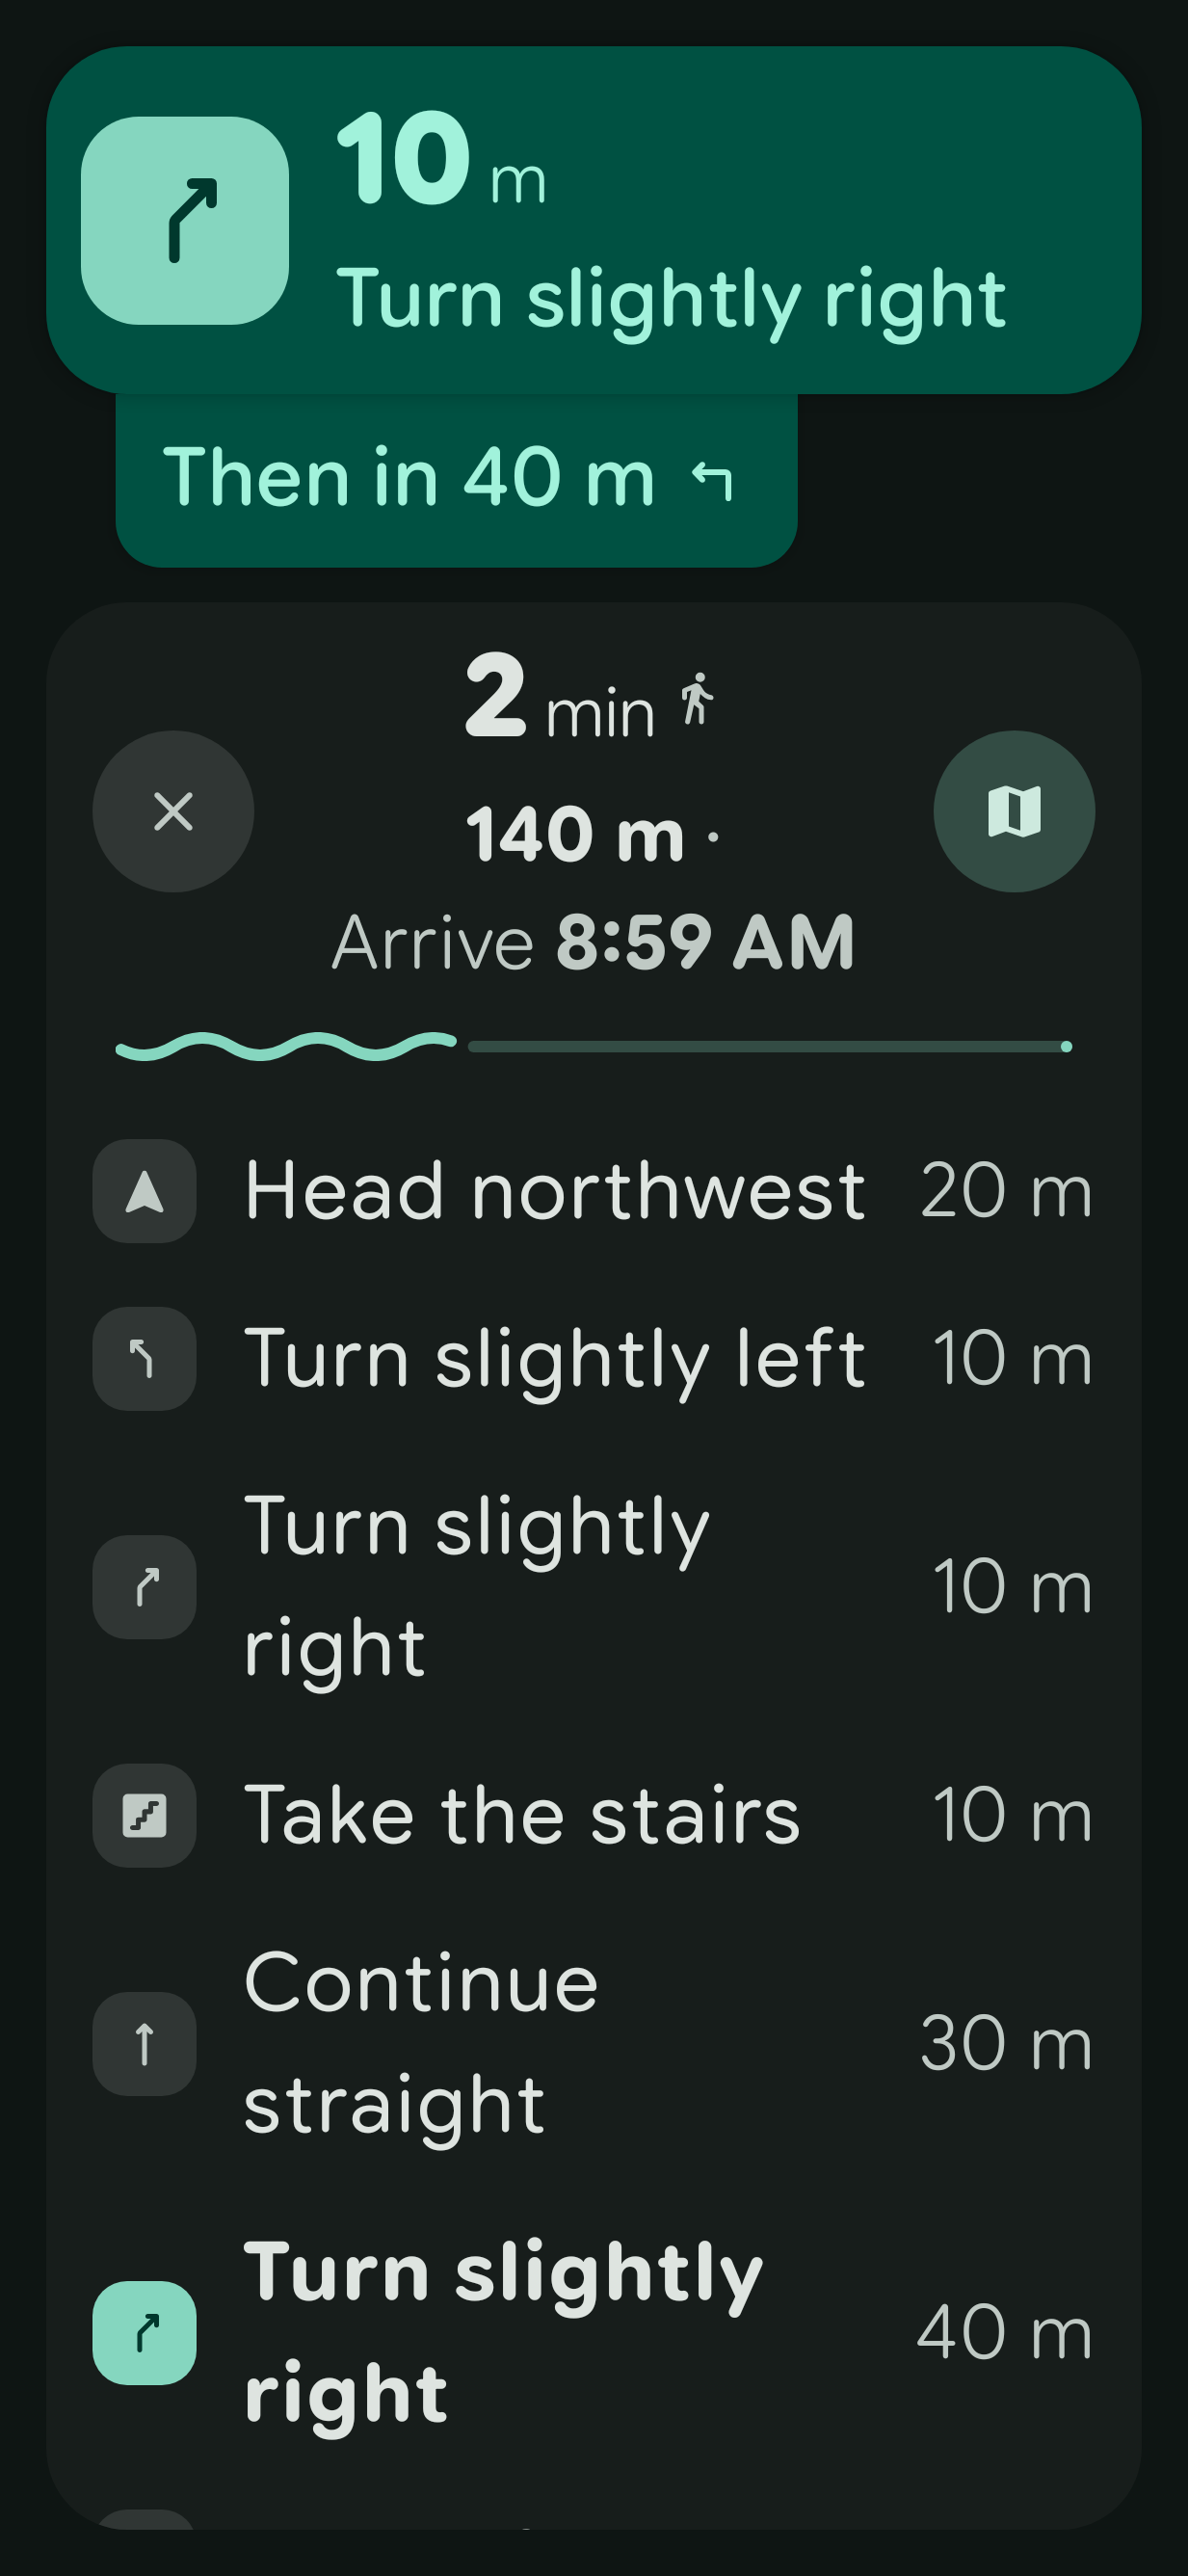 10 m
Turn slightly right
Then in 40 m
2 min
140 m ·
Arrive 8:59 AM
Head northwest 20 m
Turn slightly left 10 m
Turn slightly
right
10 m
Take the stairs 10 m
Continue
straight
30 m
Turn slightly
right
40 m